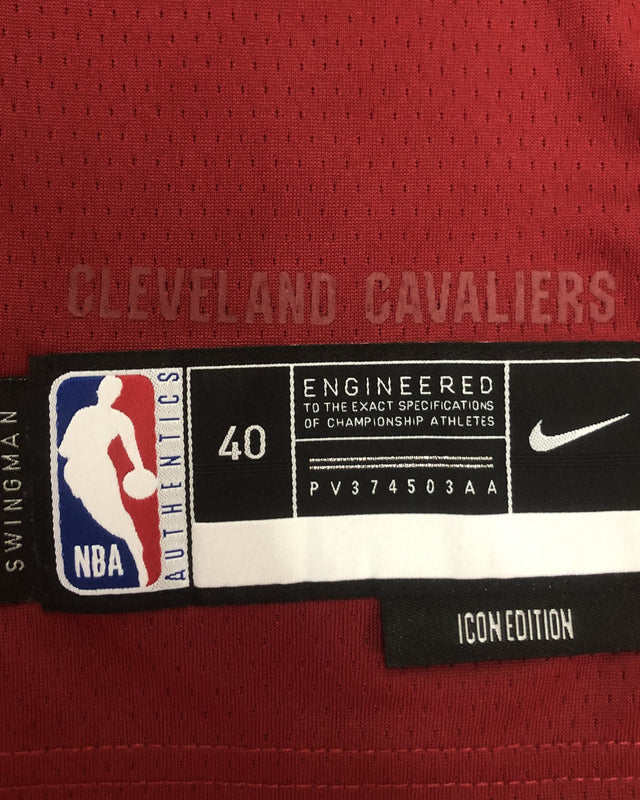 CLEVELAND CAVALIERS
SWINGMAN
NBA
AUTHENTICS
40
ENGINEERED
TO THE EXACT SPECIFICATIONS
OF CHAMPIONSHIP ATHLETES
PV374503AA
ICON EDITION